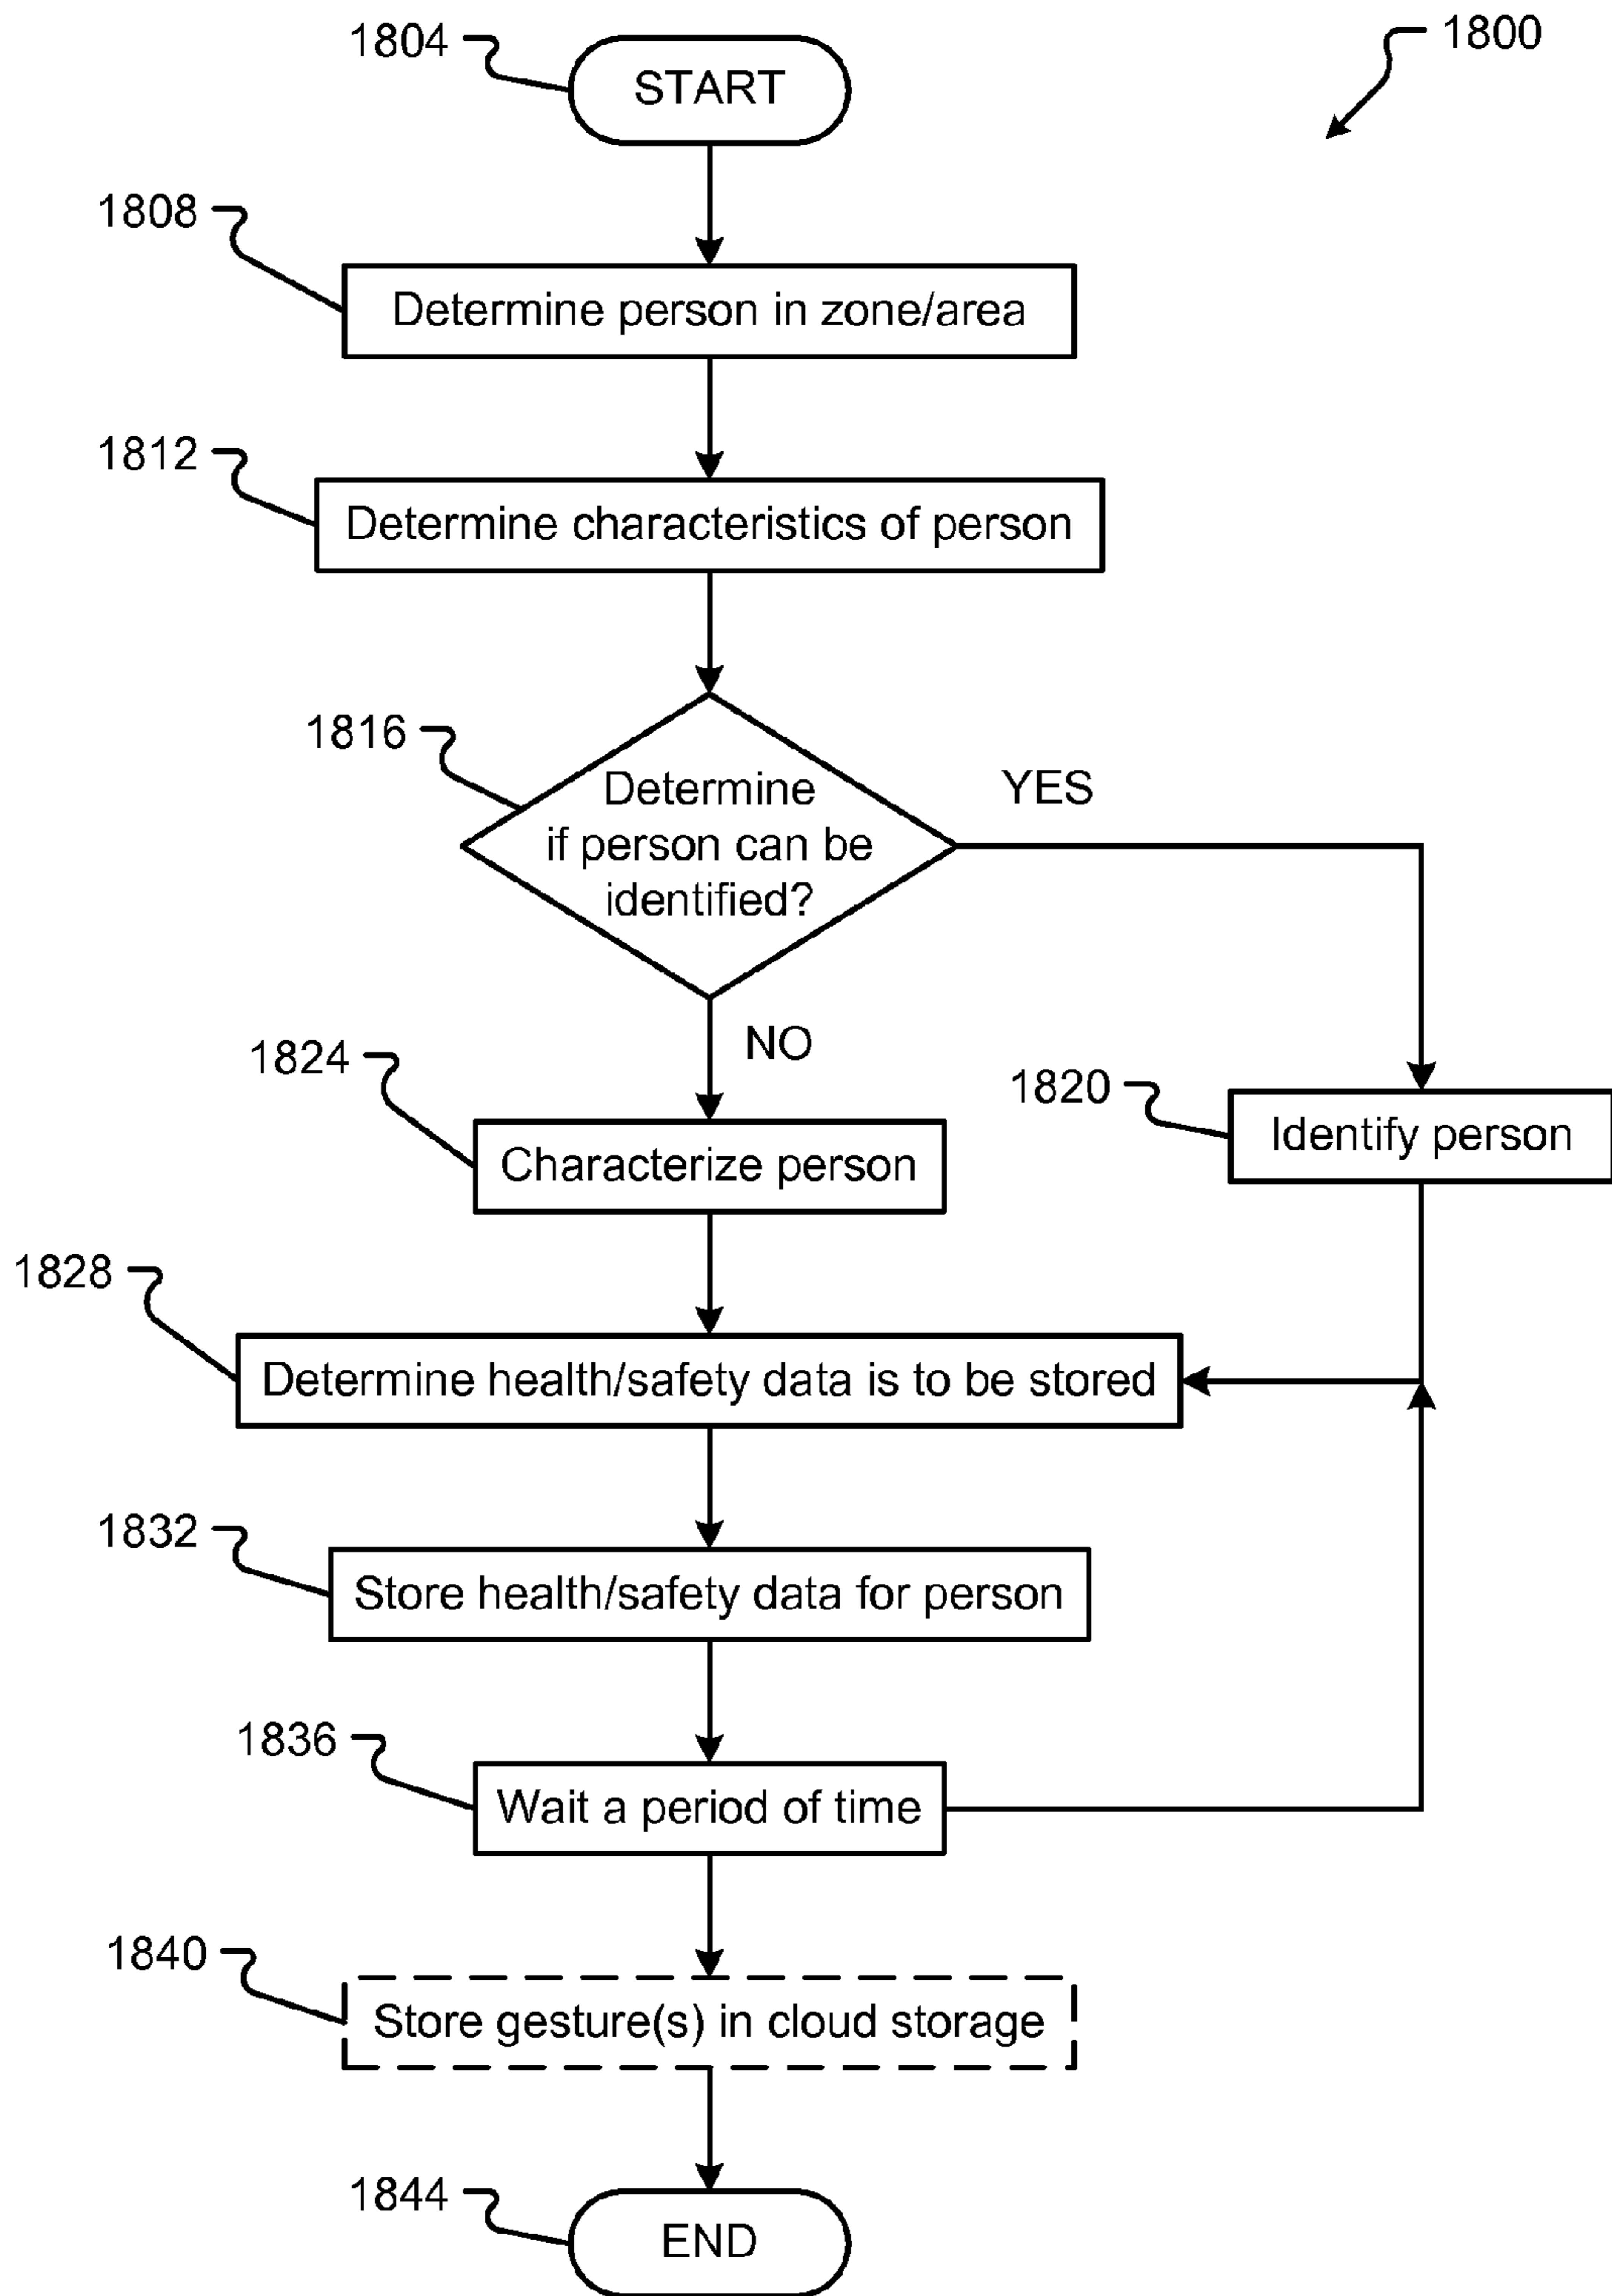 1804
START
1800
1808
Determine person in zone/area
1812
Determine characteristics of person
1816
Determine
if person can be
identified?
YES
NO
1824
Characterize person
1820
Identify person
1828
Determine health/safety data is to be stored
1832
Store health/safety data for person
1836
Wait a period of time
1840
Store gesture(s) in cloud storage
1844
END